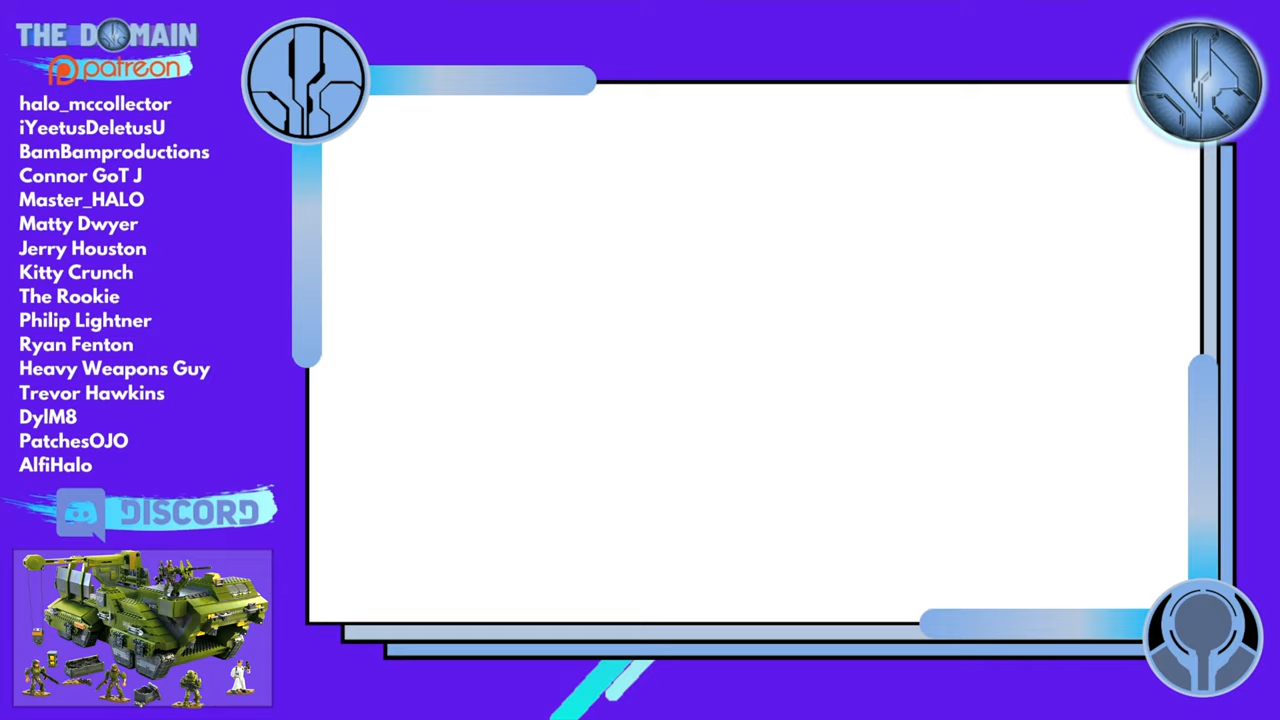 THE DOMAIN
patreon
halo_mccollector
iYeetusDeletusU
BamBamproductions
Connor GoT J
Master_HALO
Matty Dwyer
Jerry Houston
Kitty Crunch
The Rookie
Philip Lightner
Ryan Fenton
Heavy Weapons Guy
Trevor Hawkins
DylM8
PatchesOJO
AlfiHalo
DISCORD